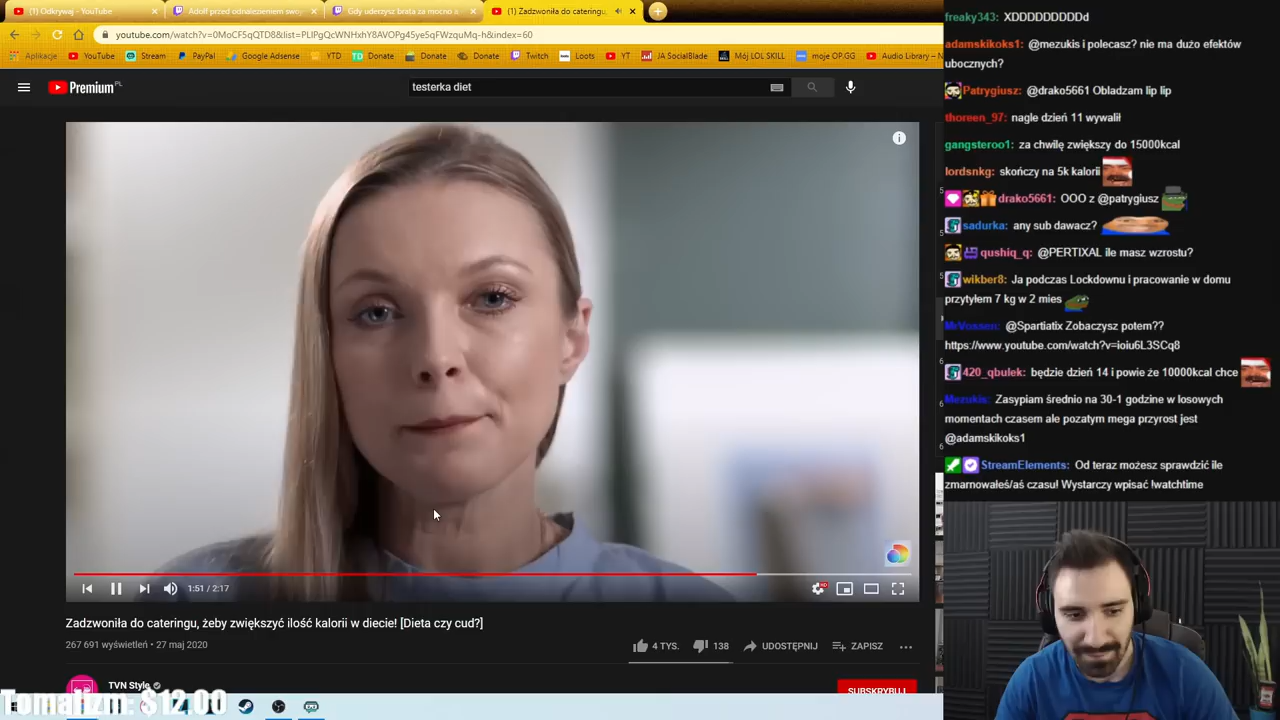 (1) Odkrywaj - YouTube
Adolf przed odnalezieniem swoj
Gdy uderzysz brata za mocno x
(1) Zadzwoniła do cateringu,
youtube.com/watch?v=0MoCF5qQTD8&list=PLIPgQcWNHxhY8AVOPg45ye5qFWzquMq-h&index=60
Aplikacje YouTube Stream PayPal Google Adsense YTD Donate Donate Twitch Loots YT JASocialBlade Mój LOL SKILL moje OP.GG Audio Library –
Premium PL
testerka diet
1:51 / 2:17
HD
Zadzwoniła do cateringu, żeby zwiększyć ilość kalorii w diecie! [Dieta czy cud?]
267 691 wyświetleń • 27 maj 2020
4 TYS. 138 UDOSTĘPNIJ ZAPISZ
TVN Style
SUBSKRYBUJ
$12.00
freaky343: XDDDDDDDDDd
adamskikoks1: @mezukis i polecasz? nie ma dużo efektów
ubocznych?
Patrygiusz: @drako5661 Obladzam lip lip
thoreen_97: nagle dzień 11 wywalił
gangsteroo1: za chwilę zwiększy do 15000kcal
lordsnkg: skończy na 5k kalorii
drako5661: OOO z @patrygiusz
sadurka: any sub dawacz?
qushiq_q: @PERTIXAL ile masz wzrostu?
wikber8: Ja podczas Lockdownu i pracowanie w domu
przytyłem 7 kg w 2 mies
MrVossen: @Spartiatix Zobaczysz potem??
https://www.youtube.com/watch?v=ioiu6L3SCq8
420_qbulek: będzie dzień 14 i powie że 10000kcal chce
Mezukis: Zasypiam średnio na 30-1 godzine w losowych
momentach czasem ale pozatym mega przyrost jest
@adamskikoks1
StreamElements: Od teraz możesz sprawdzić ile
zmarnowałeś/aś czasu! Wystarczy wpisać !watchtime